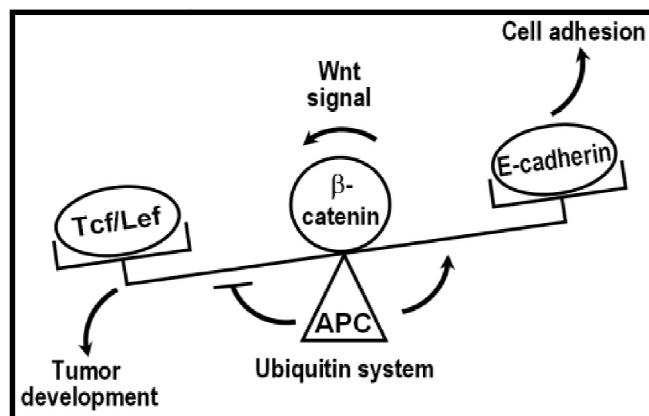 Cell adhesion
Wnt
signal
E-cadherin
β-
catenin
Tcf/Lef
APC
Ubiquitin system
Tumor
development